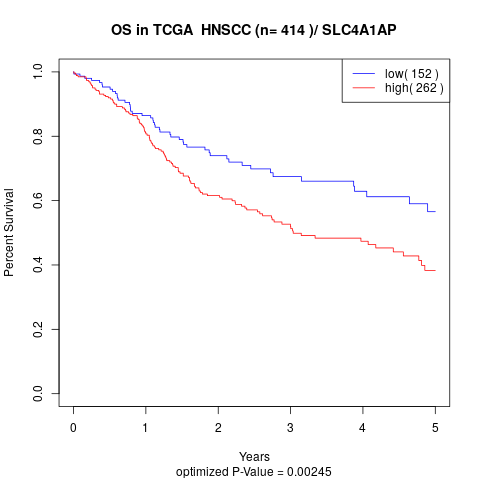 OS in TCGA  HNSCC (n= 414 )/ SLC4A1AP
low( 152 )
high( 262 )
Percent Survival
1.0
0.8
0.6
0.4
0.2
0.0
0 1 2 3 4 5
Years
optimized P-Value = 0.00245